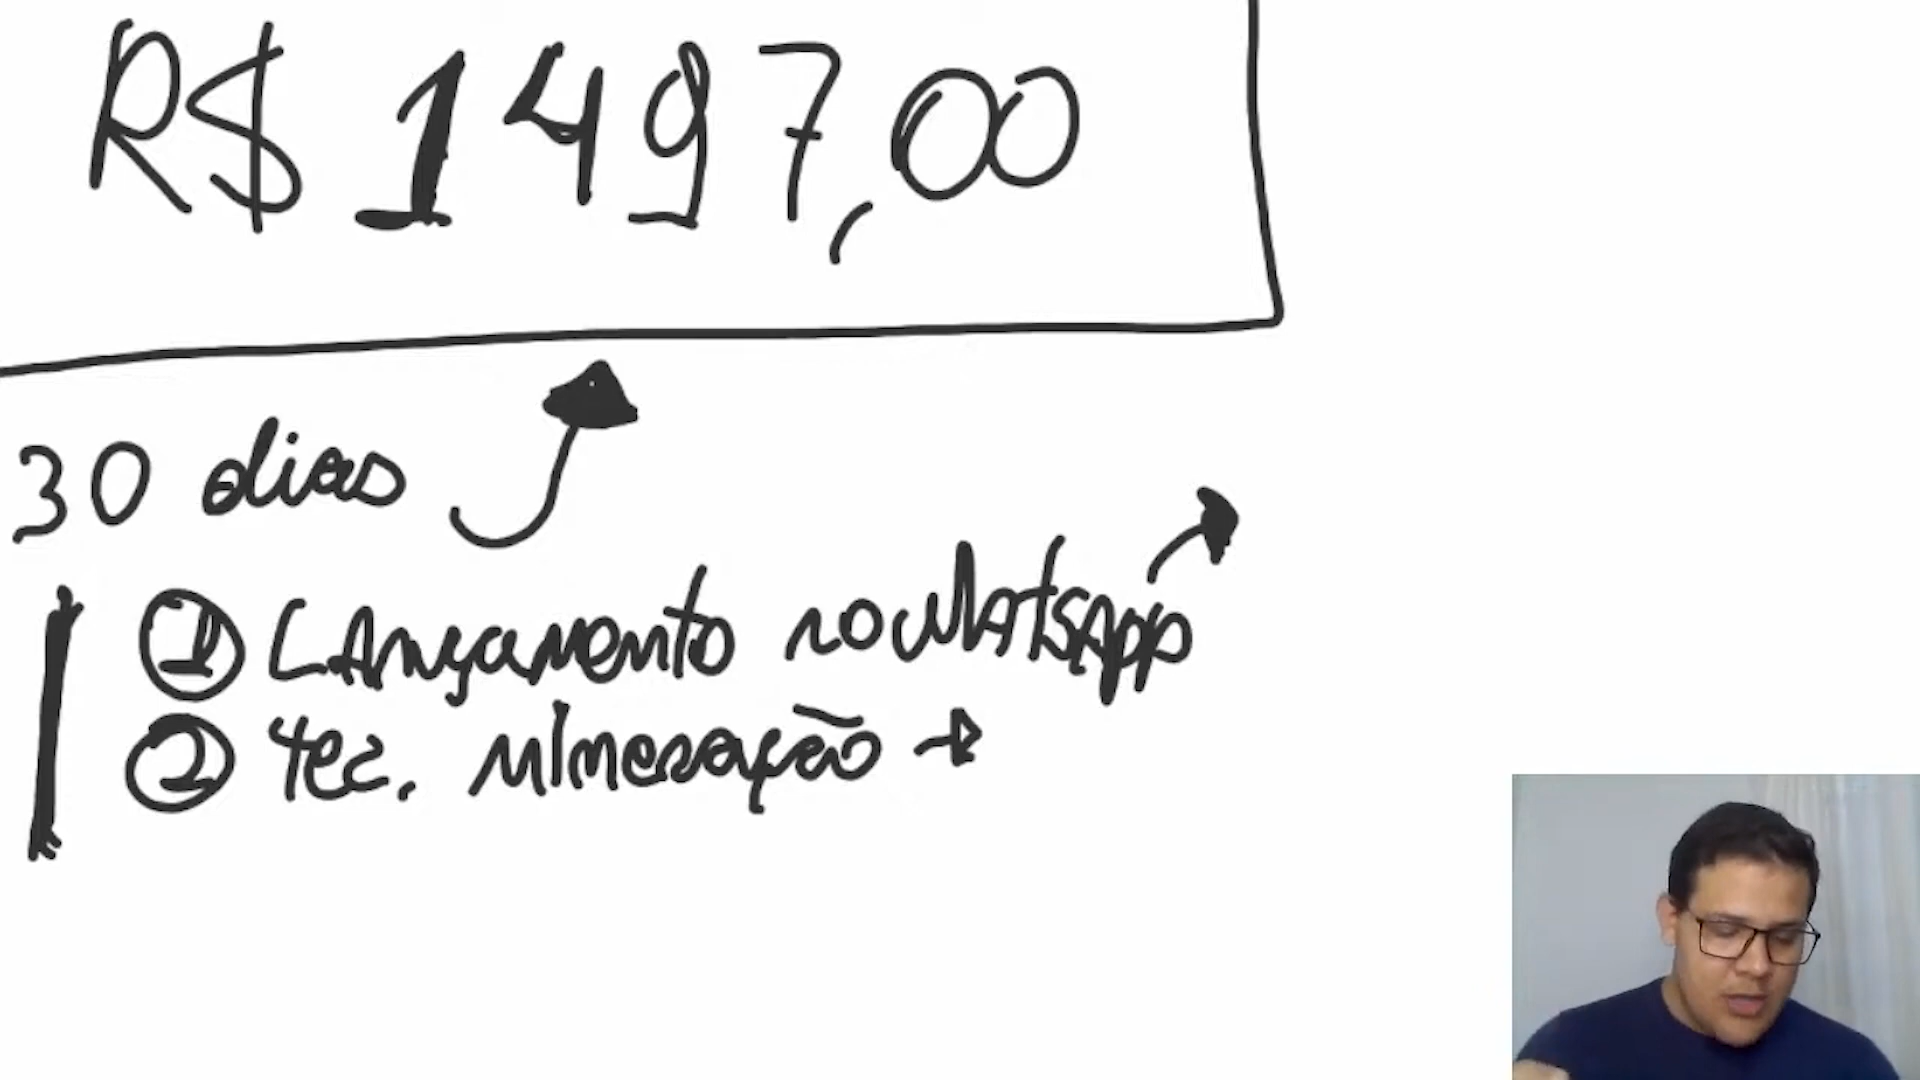 R$ 1497,00
30 dias
1 Lançamento no WhatsApp
2 Tec. Mineração